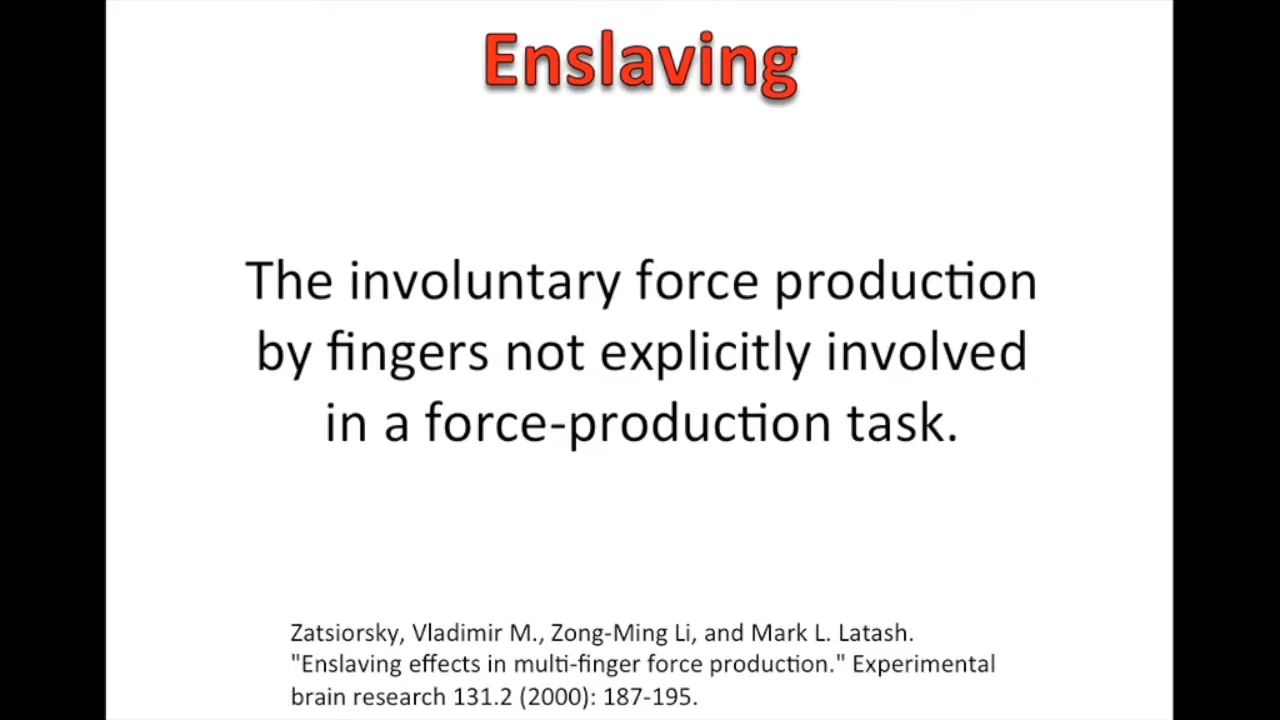 Enslaving
The involuntary force production
by fingers not explicitly involved
in a force-production task.
Zatsiorsky, Vladimir M., Zong-Ming Li, and Mark L. Latash.
"Enslaving effects in multi-finger force production." Experimental
brain research 131.2 (2000): 187-195.